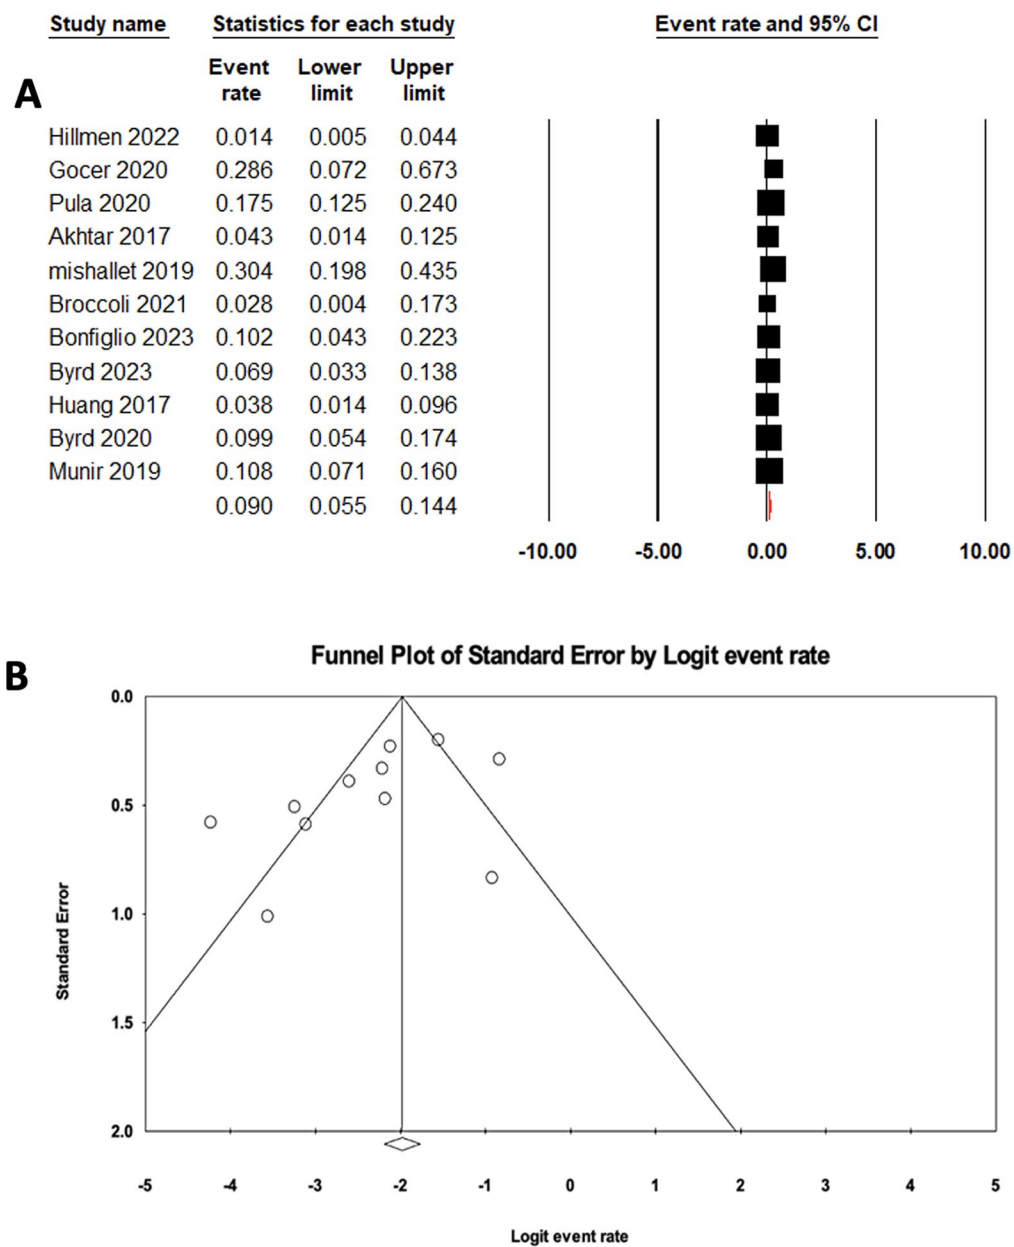 Study name Statistics for each study Event rate and 95% CI
Event Lower Upper
rate limit limit
A
Hillmen 2022 0.014 0.005 0.044
Gocer 2020 0.286 0.072 0.673
Pula 2020 0.175 0.125 0.240
Akhtar 2017 0.043 0.014 0.125
mishallet 2019 0.304 0.198 0.435
Broccoli 2021 0.028 0.004 0.173
Bonfiglio 2023 0.102 0.043 0.223
Byrd 2023 0.069 0.033 0.138
Huang 2017 0.038 0.014 0.096
Byrd 2020 0.099 0.054 0.174
Munir 2019 0.108 0.071 0.160
0.090 0.055 0.144
-10.00 -5.00 0.00 5.00 10.00
B
Funnel Plot of Standard Error by Logit event rate
0.0
0.5
1.0
1.5
2.0
Standard Error
-5 -4 -3 -2 -1 0 1 2 3 4 5
Logit event rate